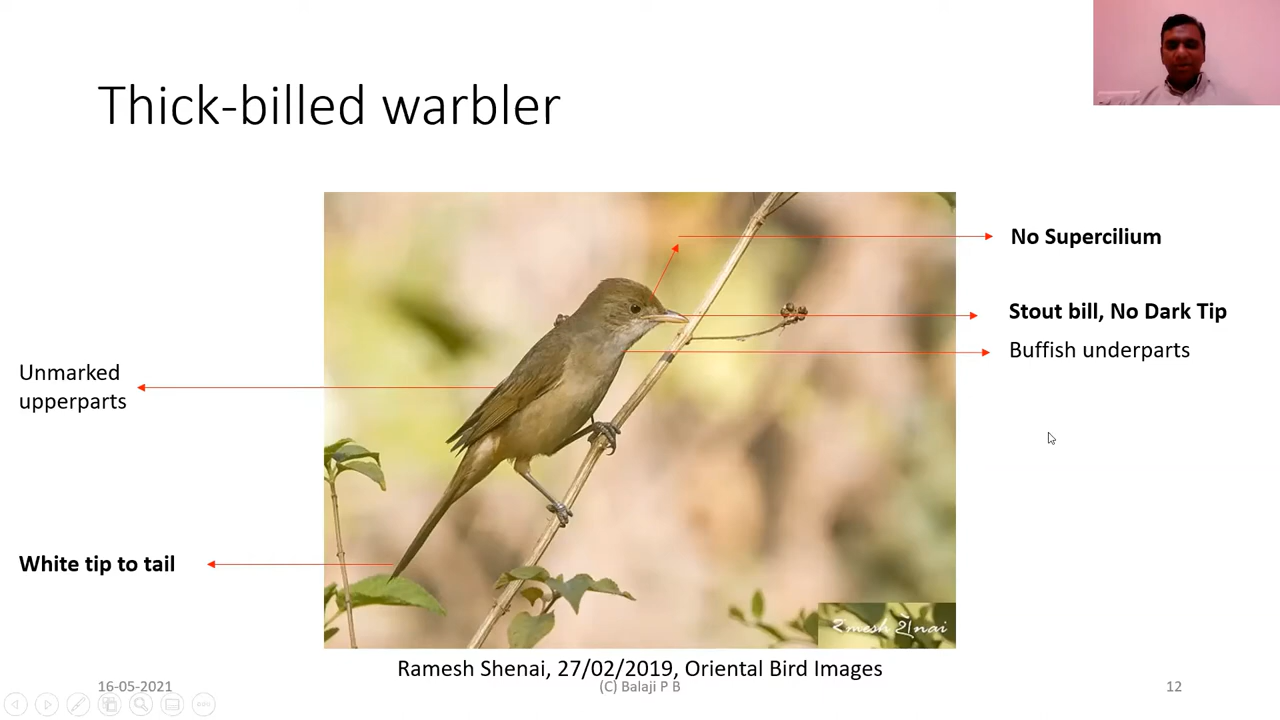 Thick-billed warbler
No Supercilium
Stout bill, No Dark Tip
Buffish underparts
Unmarked
upperparts
White tip to tail
Ramesh Shenai, 27/02/2019, Oriental Bird Images
16-05-2021
(C) Balaji P B
12